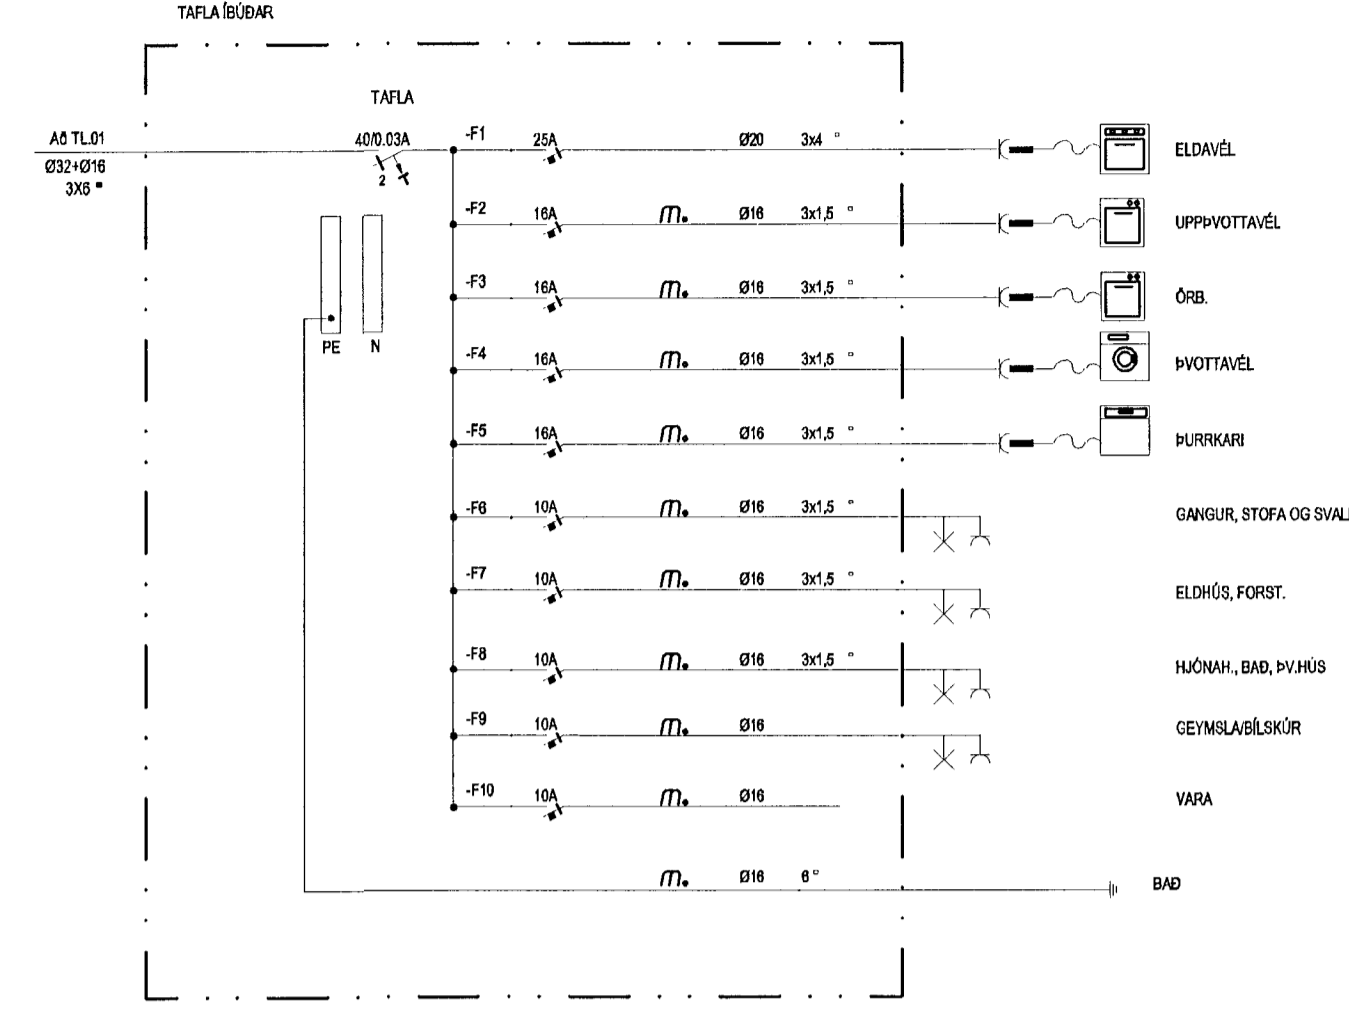 TAFLA ÍBÚÐAR
TAFLA
Að TL.01
Ø32+Ø16
3X6 ▫
40/0.03A
2
PE N
-F1 25A Ø20 3x4 ▫ ELDAVÉL
-F2 16A m. Ø16 3x1,5 ▫ UPPÞVOTTAVÉL
-F3 16A m. Ø16 3x1,5 ▫ ÖRB.
-F4 16A m. Ø16 3x1,5 ▫ ÞVOTTAVÉL
-F5 16A m. Ø16 3x1,5 ▫ ÞURRKARI
-F6 10A m. Ø16 3x1,5 ▫ GANGUR, STOFA OG SVAL
-F7 10A m. Ø16 3x1,5 ▫ ELDHÚS, FORST.
-F8 10A m. Ø16 3x1,5 ▫ HJÓNAH., BAÐ, ÞV.HÚS
-F9 10A m. Ø16 GEYMSLA/BÍLSKÚR
-F10 10A m. Ø16 VARA
m. Ø16 6 ▫ BAÐ